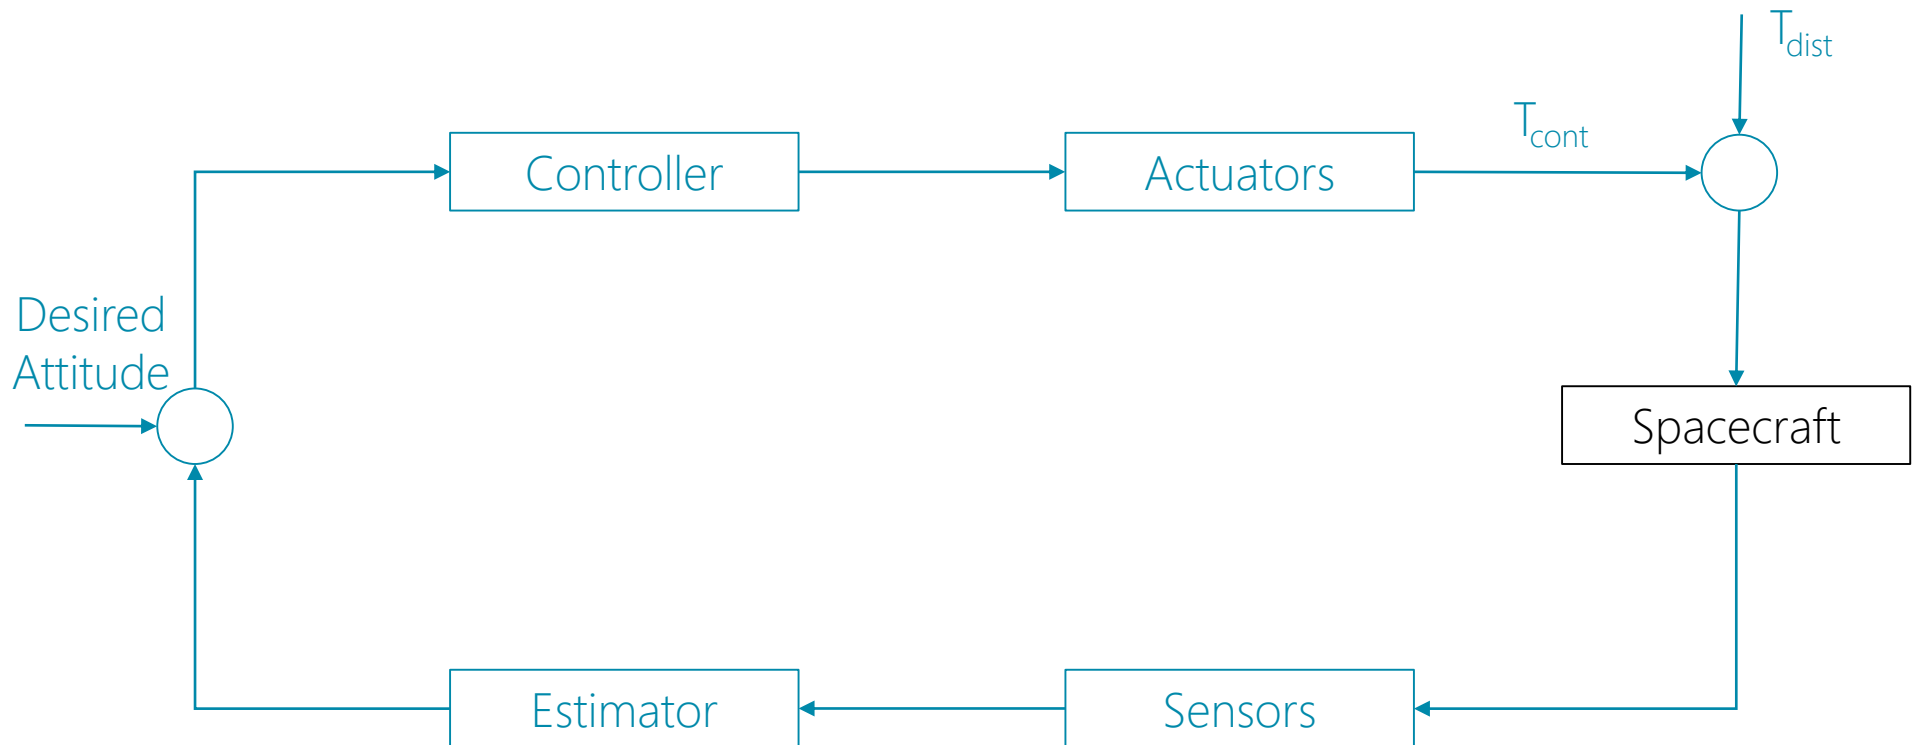 T_dist
T_cont
Controller
Actuators
Desired
Attitude
Spacecraft
Estimator
Sensors